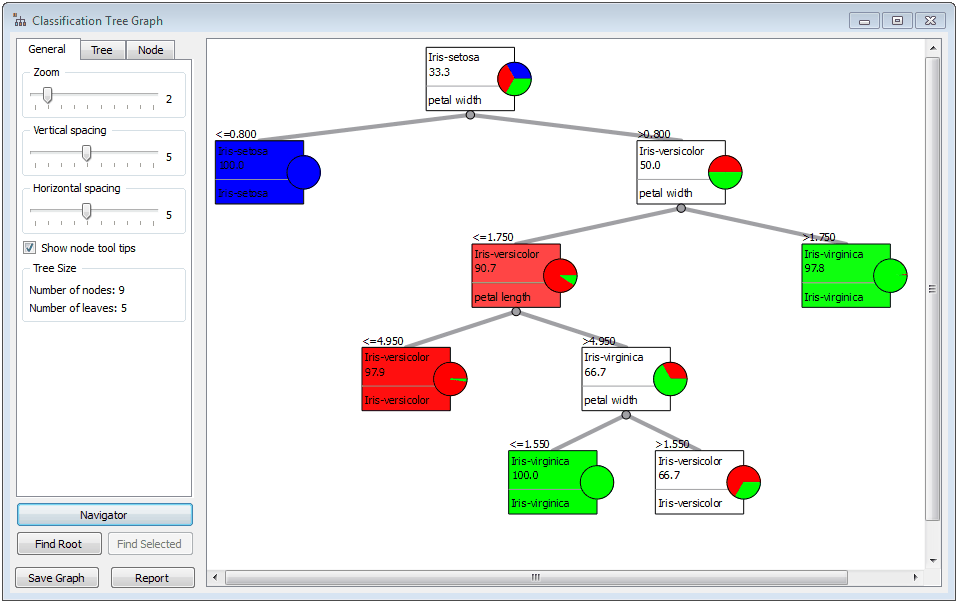 Classification Tree Graph
General Tree Node
Zoom
2
Vertical spacing
5
Horizontal spacing
5
Show node tool tips
Tree Size
Number of nodes: 9
Number of leaves: 5
Navigator
Find Root Find Selected
Save Graph Report
Iris-setosa
33.3
petal width
<=0.800
Iris-setosa
100.0
Iris-setosa
>0.800
Iris-versicolor
50.0
petal width
<=1.750
Iris-versicolor
90.7
petal length
>1.750
Iris-virginica
97.8
Iris-virginica
<=4.950
Iris-versicolor
97.9
Iris-versicolor
>4.950
Iris-virginica
66.7
petal width
<=1.550
Iris-virginica
100.0
Iris-virginica
>1.550
Iris-versicolor
66.7
Iris-versicolor